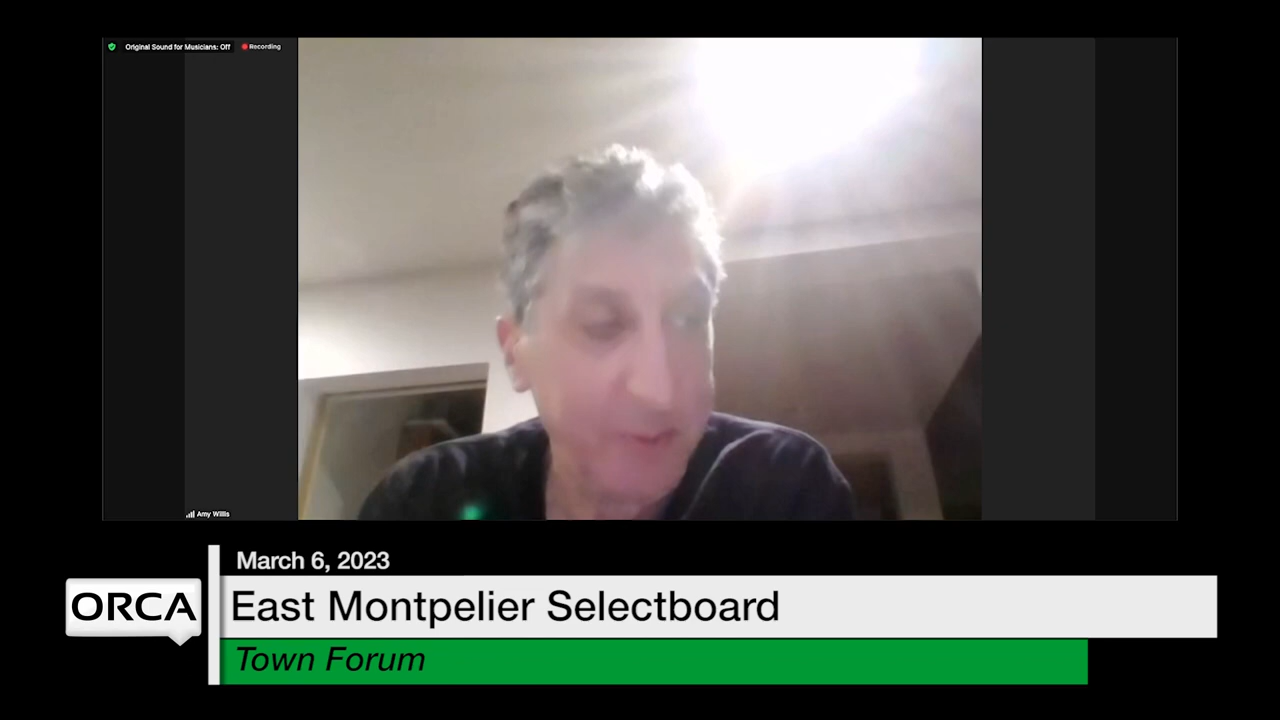 Original Sound for Musicians: Off Recording
Amy Willis
March 6, 2023
ORCA
East Montpelier Selectboard
Town Forum